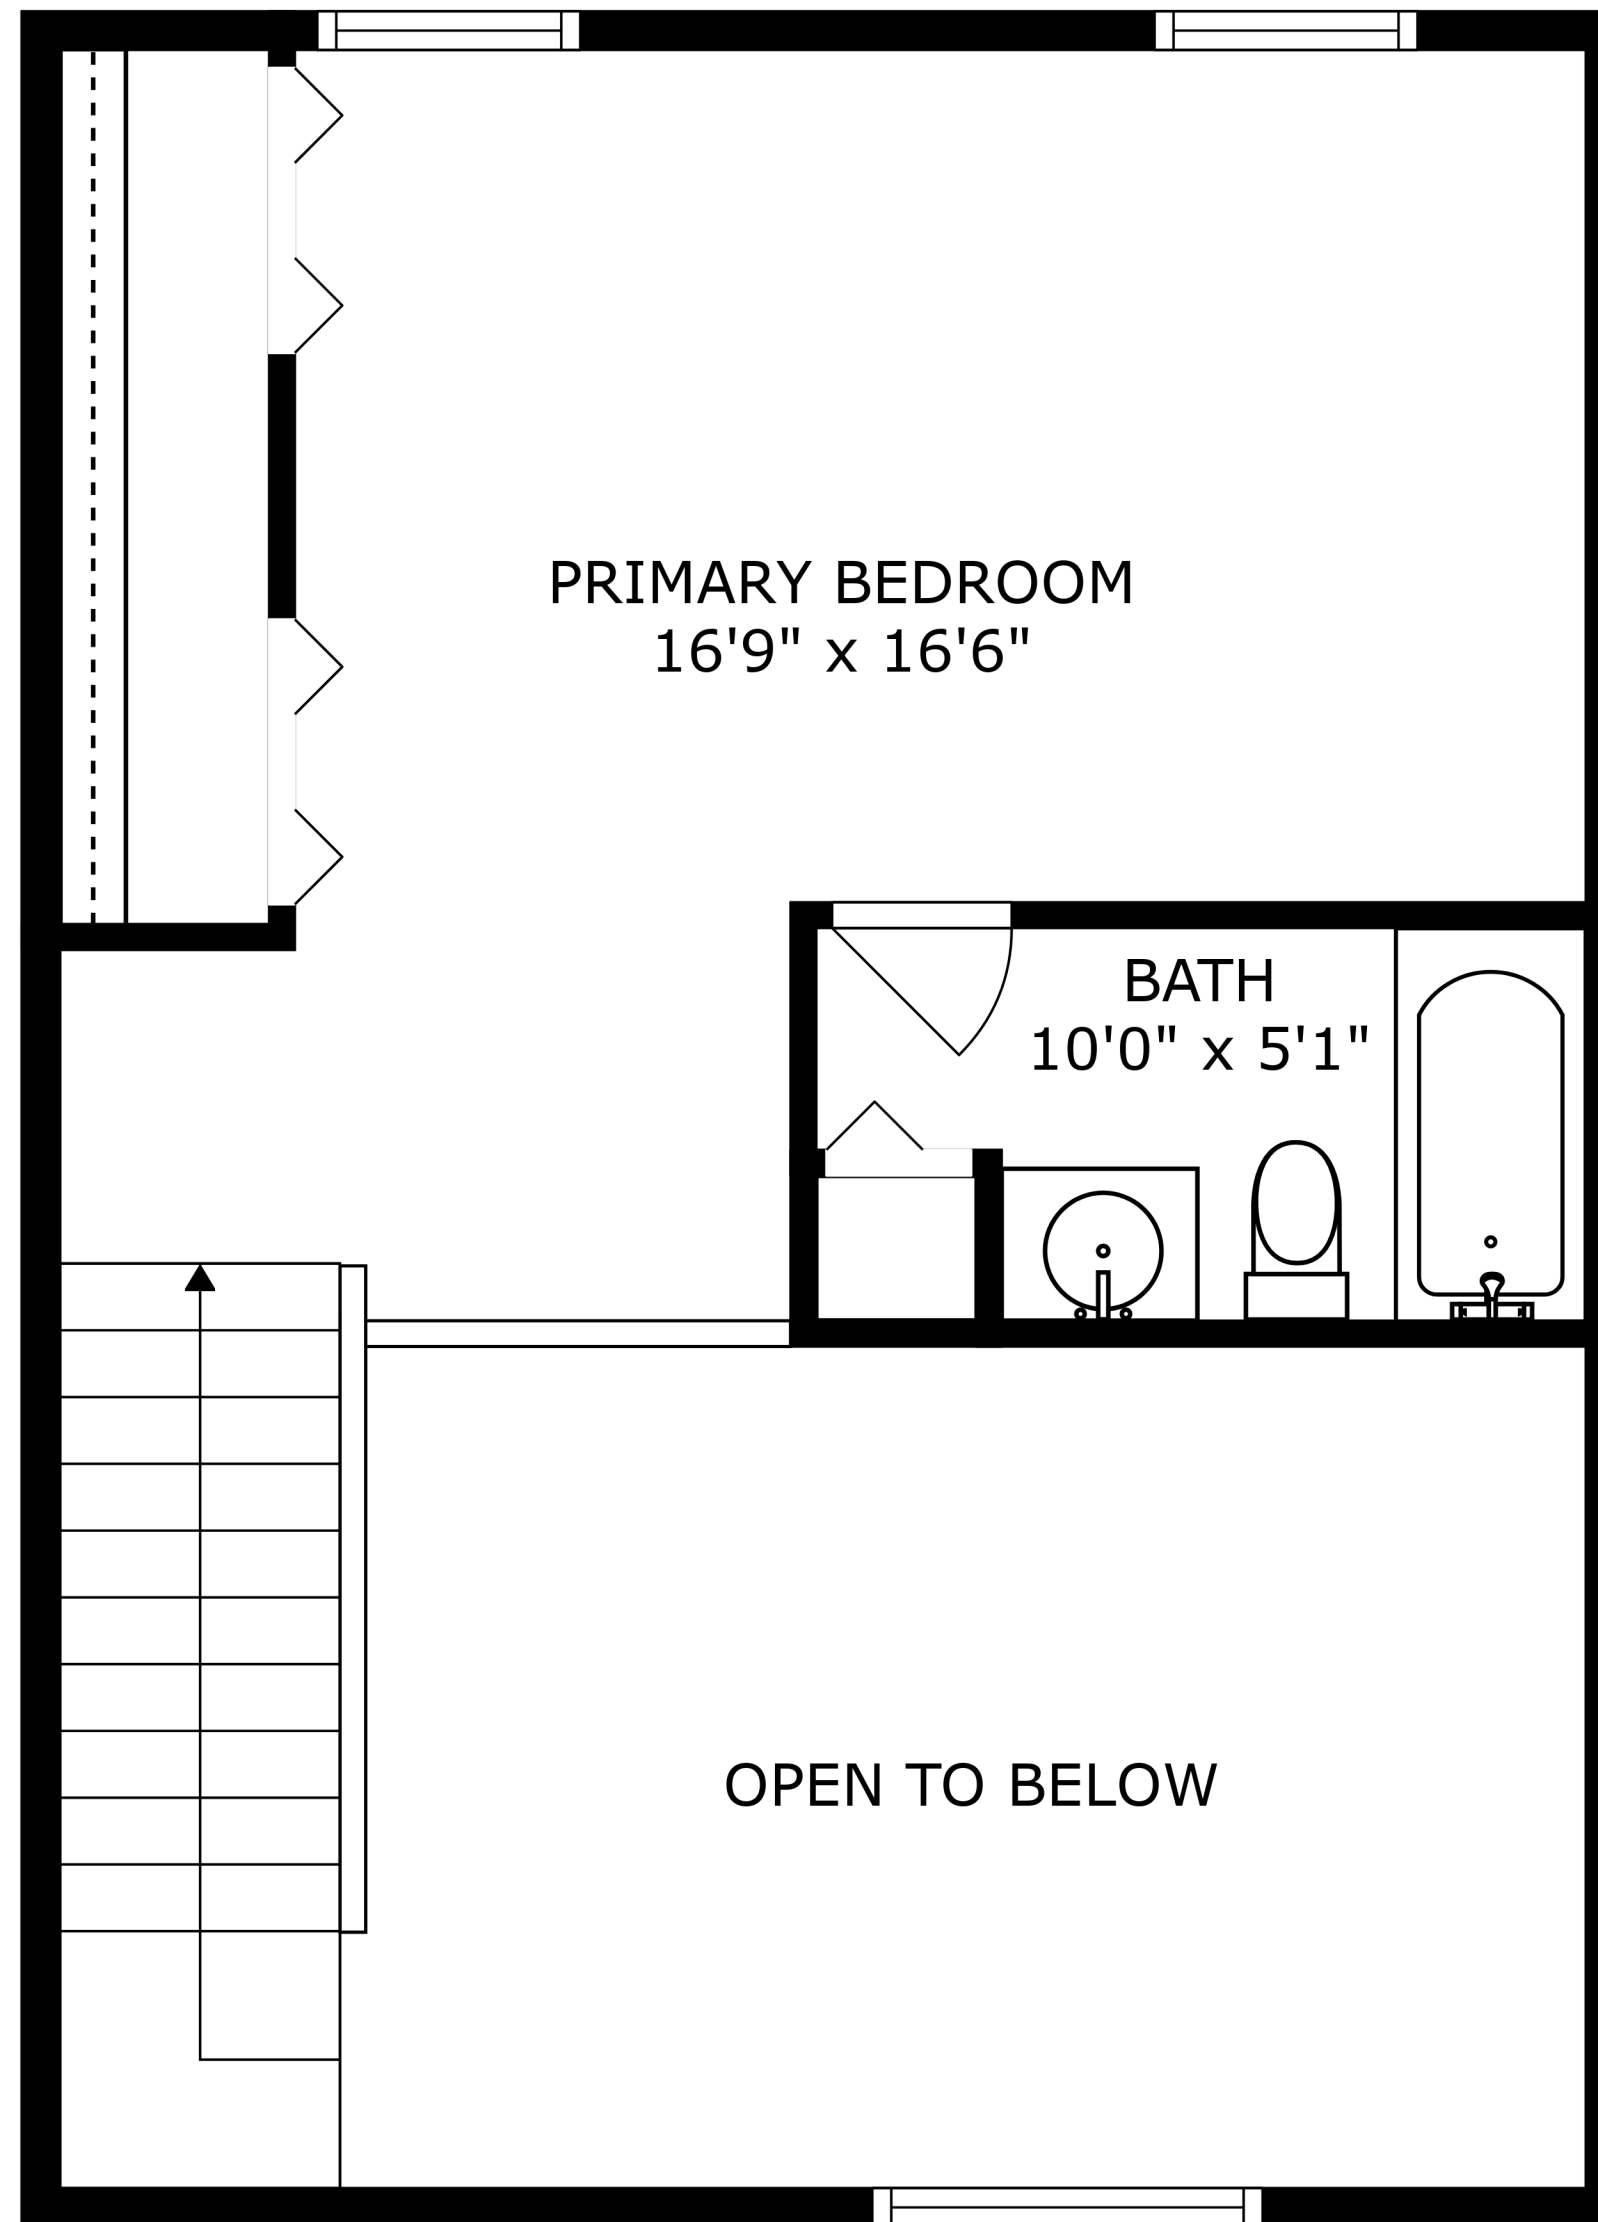 PRIMARY BEDROOM
16'9" x 16'6"
BATH
10'0" x 5'1"
OPEN TO BELOW